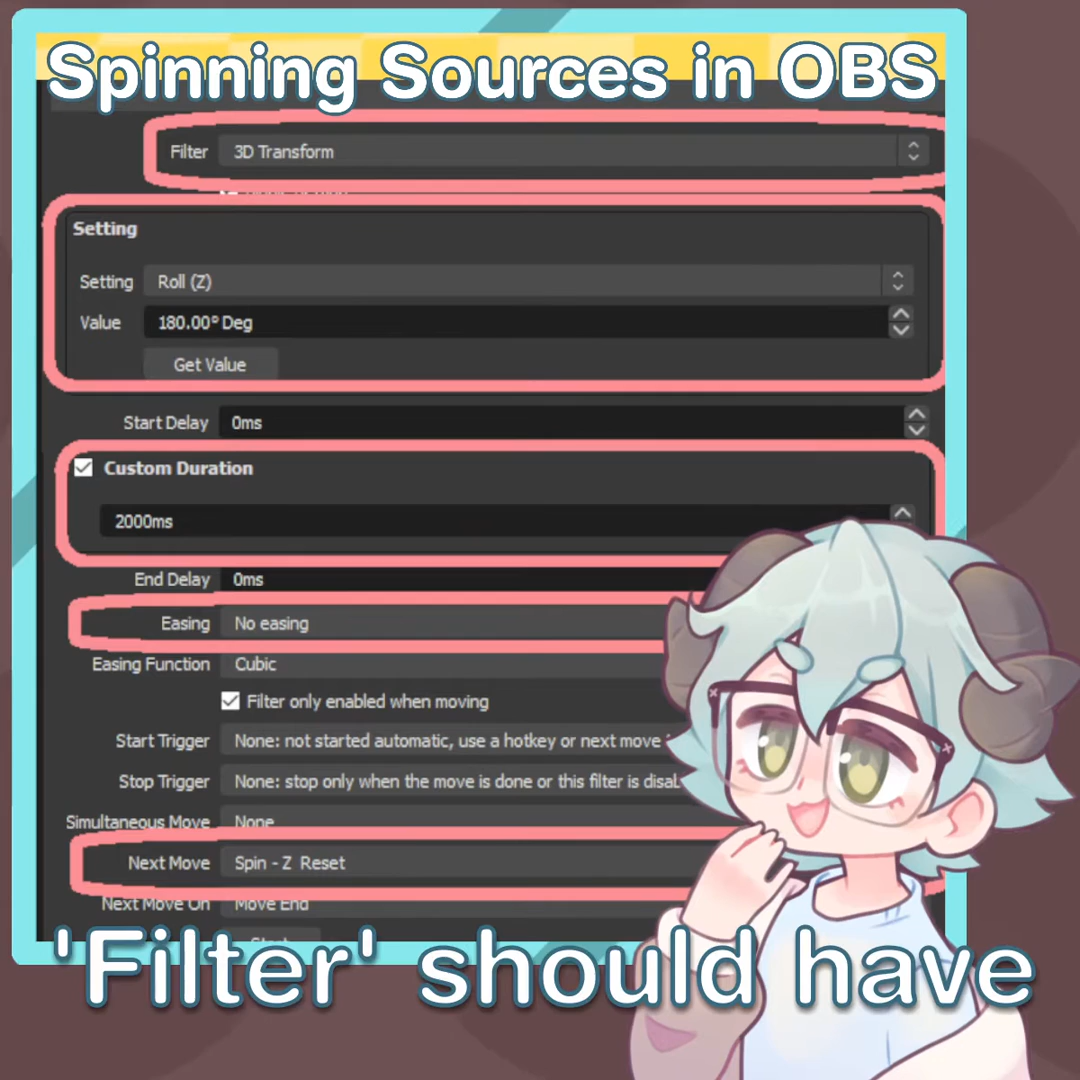 Spinning Sources in OBS
Filter 3D Transform
Setting
Setting Roll (Z)
Value 180.00º Deg
Get Value
Start Delay 0ms
Custom Duration
2000ms
End Delay 0ms
Easing No easing
Easing Function Cubic
Filter only enabled when moving
Start Trigger None: not started automatic, use a hotkey or next move
Stop Trigger None: stop only when the move is done or this filter is
Simultaneous Move None
Next Move Spin - Z Reset
Next Move On Move End
'Filter' should have